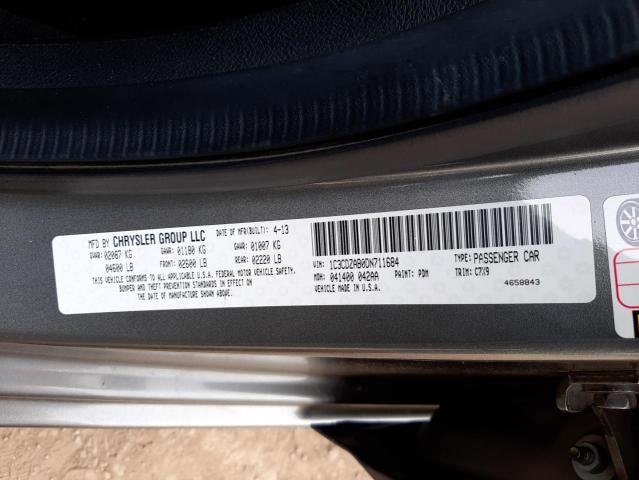 MFD BY CHRYSLER GROUP LLC DATE OF MFR(BUILT): 4-13
GVWR: 02087 KG GAWR: 01180 KG GAWR: 01007 KG
04600 LB FRONT: 02600 LB REAR: 02220 LB
THIS VEHICLE CONFORMS TO ALL APPLICABLE U.S.A. FEDERAL MOTOR VEHICLE SAFETY,
BUMPER AND THEFT PREVENTION STANDARDS IN EFFECT ON
THE DATE OF MANUFACTURE SHOWN ABOVE.
VIN: 1C3CDZAB0DN711684 TYPE: PASSENGER CAR
MDH: 041400 042AA PAINT: PDM TRIM: C7X9
VEHICLE MADE IN U.S.A. 4658843